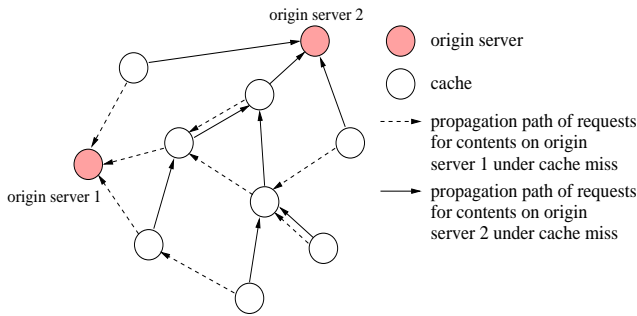 origin server 2
origin server
cache
propagation path of requests
for contents on origin
server 1 under cache miss
origin server 1
propagation path of requests
for contents on origin
server 2 under cache miss